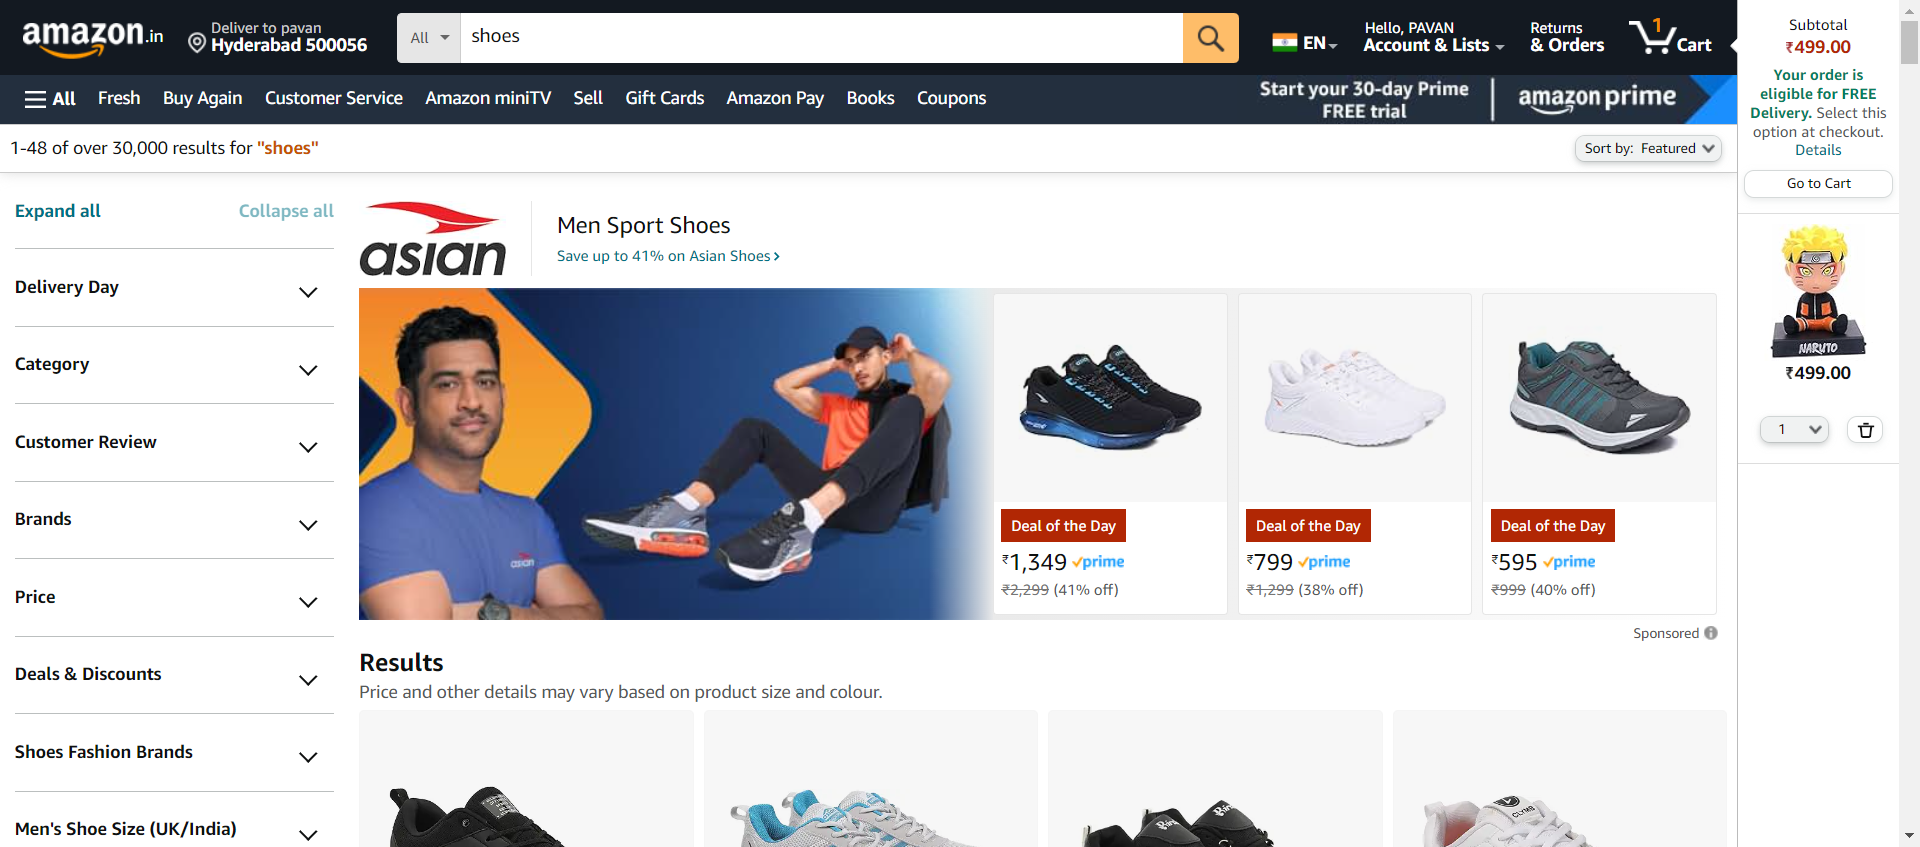 amazon.in
Deliver to pavan
Hyderabad 500056
All
shoes
EN
Hello, PAVAN
Account & Lists
Returns
& Orders
1
Cart
All
Fresh
Buy Again
Customer Service
Amazon miniTV
Sell
Gift Cards
Amazon Pay
Books
Coupons
Start your 30-day Prime
FREE trial
amazon prime
1-48 of over 30,000 results for "shoes"
Sort by: Featured
Expand all
Collapse all
Delivery Day
Category
Customer Review
Brands
Price
Deals & Discounts
Shoes Fashion Brands
Men's Shoe Size (UK/India)
asian
Men Sport Shoes
Save up to 41% on Asian Shoes
asian
Deal of the Day
₹1,349 prime
₹2,299 (41% off)
Deal of the Day
₹799 prime
₹1,299 (38% off)
Deal of the Day
₹595 prime
₹999 (40% off)
Sponsored
Results
Price and other details may vary based on product size and colour.
CLYMB
Subtotal
₹499.00
Your order is
eligible for FREE
Delivery. Select this
option at checkout.
Details
Go to Cart
NARUTO
₹499.00
1